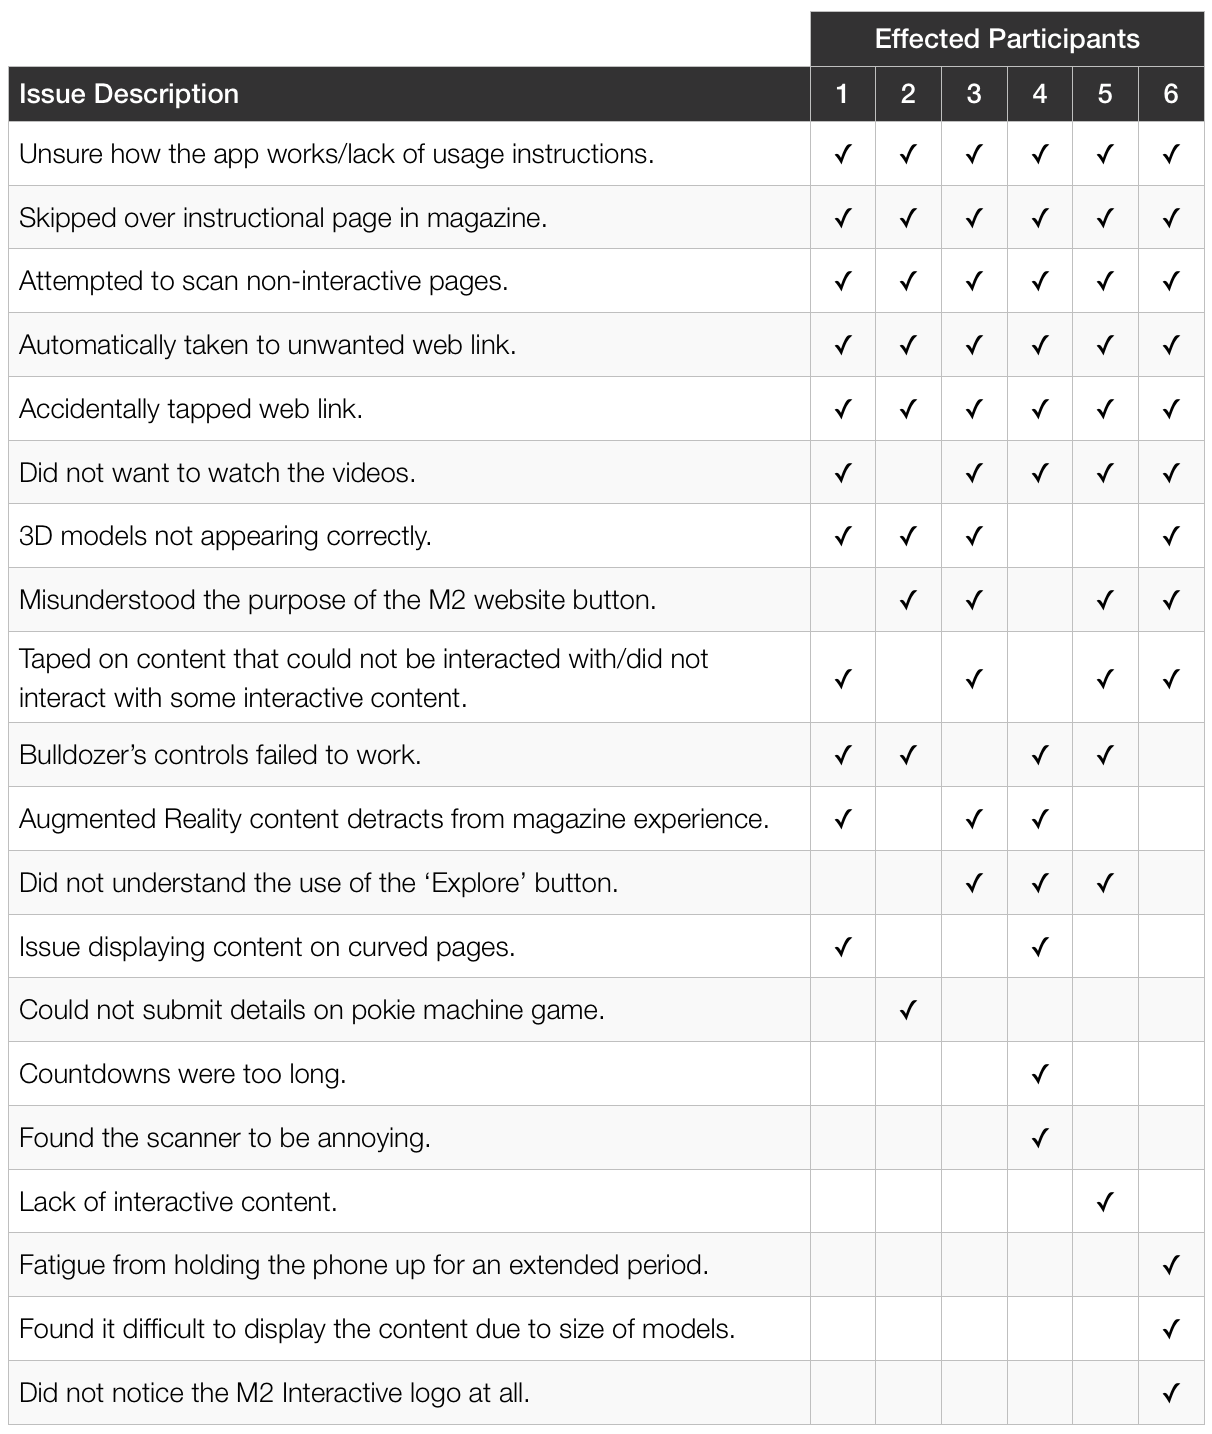 Effected Participants
Issue Description 1 2 3 4 5 6
Unsure how the app works/lack of usage instructions. ✓ ✓ ✓ ✓ ✓ ✓
Skipped over instructional page in magazine. ✓ ✓ ✓ ✓ ✓ ✓
Attempted to scan non-interactive pages. ✓ ✓ ✓ ✓ ✓ ✓
Automatically taken to unwanted web link. ✓ ✓ ✓ ✓ ✓ ✓
Accidentally tapped web link. ✓ ✓ ✓ ✓ ✓ ✓
Did not want to watch the videos. ✓ ✓ ✓ ✓ ✓
3D models not appearing correctly. ✓ ✓ ✓ ✓
Misunderstood the purpose of the M2 website button. ✓ ✓ ✓ ✓
Taped on content that could not be interacted with/did not
interact with some interactive content. ✓ ✓ ✓ ✓
Bulldozer’s controls failed to work. ✓ ✓ ✓ ✓
Augmented Reality content detracts from magazine experience. ✓ ✓ ✓
Did not understand the use of the ‘Explore’ button. ✓ ✓ ✓
Issue displaying content on curved pages. ✓ ✓
Could not submit details on pokie machine game. ✓
Countdowns were too long. ✓
Found the scanner to be annoying. ✓
Lack of interactive content. ✓
Fatigue from holding the phone up for an extended period. ✓
Found it difficult to display the content due to size of models. ✓
Did not notice the M2 Interactive logo at all. ✓